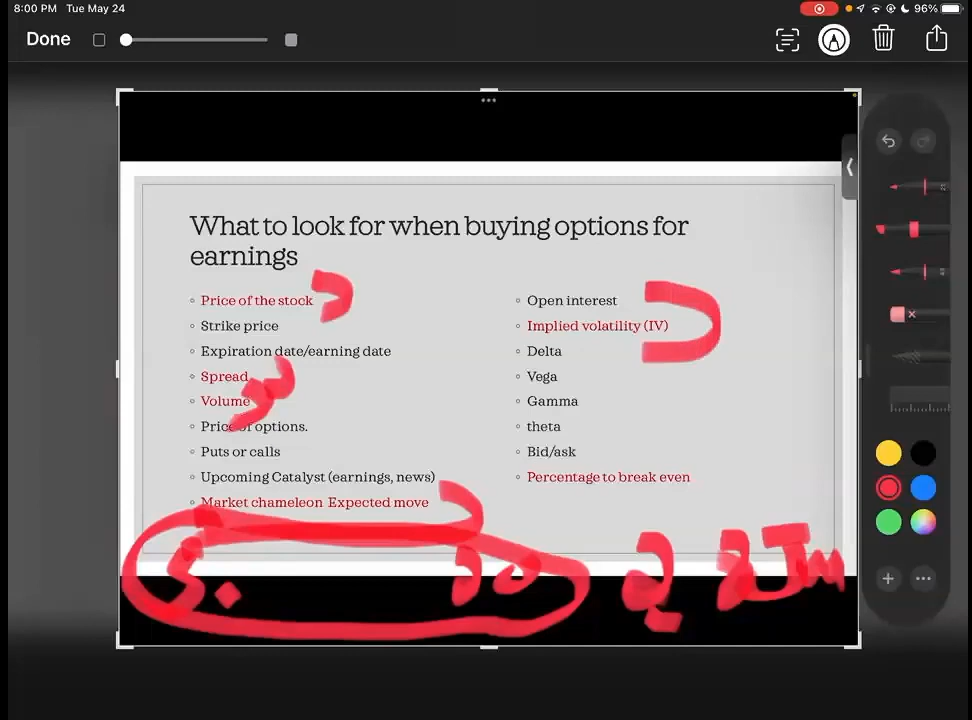 8:00 PM Tue May 24
96%
Done
What to look for when buying options for
earnings
Price of the stock
Strike price
Expiration date/earning date
Spread
Volume
Price of options.
Puts or calls
Upcoming Catalyst (earnings, news)
Market chameleon Expected move
Open interest
Implied volatility (IV)
Delta
Vega
Gamma
theta
Bid/ask
Percentage to break even